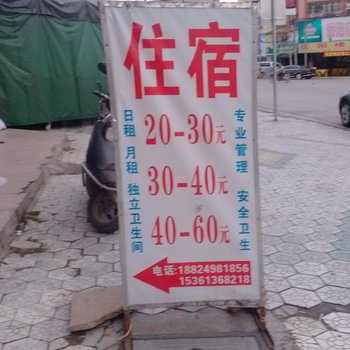 住宿
日租 月租 独立卫生间
20-30元
30-40元
40-60元
专业管理 安全卫生
电话:18824981856
15361368218